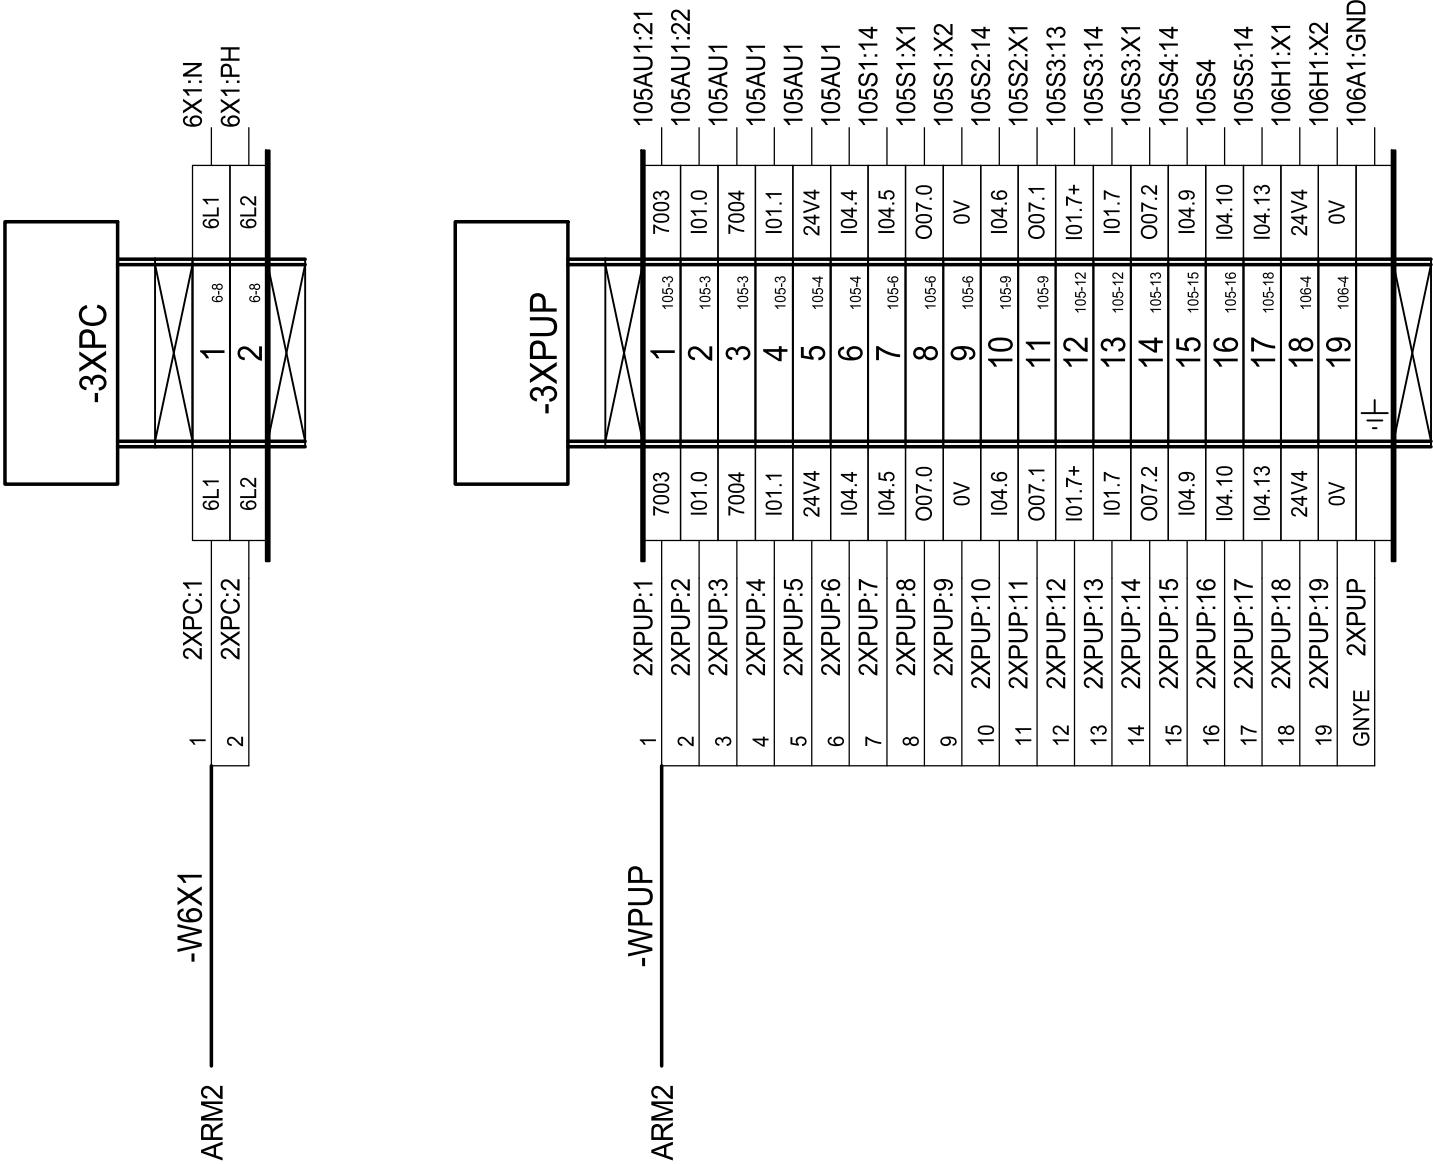 -3XPC
6X1:N
6X1:PH
6L1
6L2
6-8
6-8
1
2
6L1
6L2
2XPC:1
2XPC:2
1
2
-W6X1
ARM2
-3XPUP
105AU1:21
105AU1:22
105AU1
105AU1
105AU1
105AU1
105S1:14
105S1:X1
105S1:X2
105S2:14
105S2:X1
105S3:13
105S3:14
105S3:X1
105S4:14
105S4
105S5:14
106H1:X1
106H1:X2
106A1:GND
7003
I01.0
7004
I01.1
24V4
I04.4
I04.5
O07.0
0V
I04.6
O07.1
I01.7+
I01.7
O07.2
I04.9
I04.10
I04.13
24V4
0V
105-3
105-3
105-3
105-3
105-4
105-4
105-6
105-6
105-6
105-9
105-9
105-12
105-12
105-13
105-15
105-16
105-18
106-4
106-4
1
2
3
4
5
6
7
8
9
10
11
12
13
14
15
16
17
18
19
7003
I01.0
7004
I01.1
24V4
I04.4
I04.5
O07.0
0V
I04.6
O07.1
I01.7+
I01.7
O07.2
I04.9
I04.10
I04.13
24V4
0V
2XPUP:1
2XPUP:2
2XPUP:3
2XPUP:4
2XPUP:5
2XPUP:6
2XPUP:7
2XPUP:8
2XPUP:9
2XPUP:10
2XPUP:11
2XPUP:12
2XPUP:13
2XPUP:14
2XPUP:15
2XPUP:16
2XPUP:17
2XPUP:18
2XPUP:19
2XPUP
1
2
3
4
5
6
7
8
9
10
11
12
13
14
15
16
17
18
19
GNYE
-WPUP
ARM2